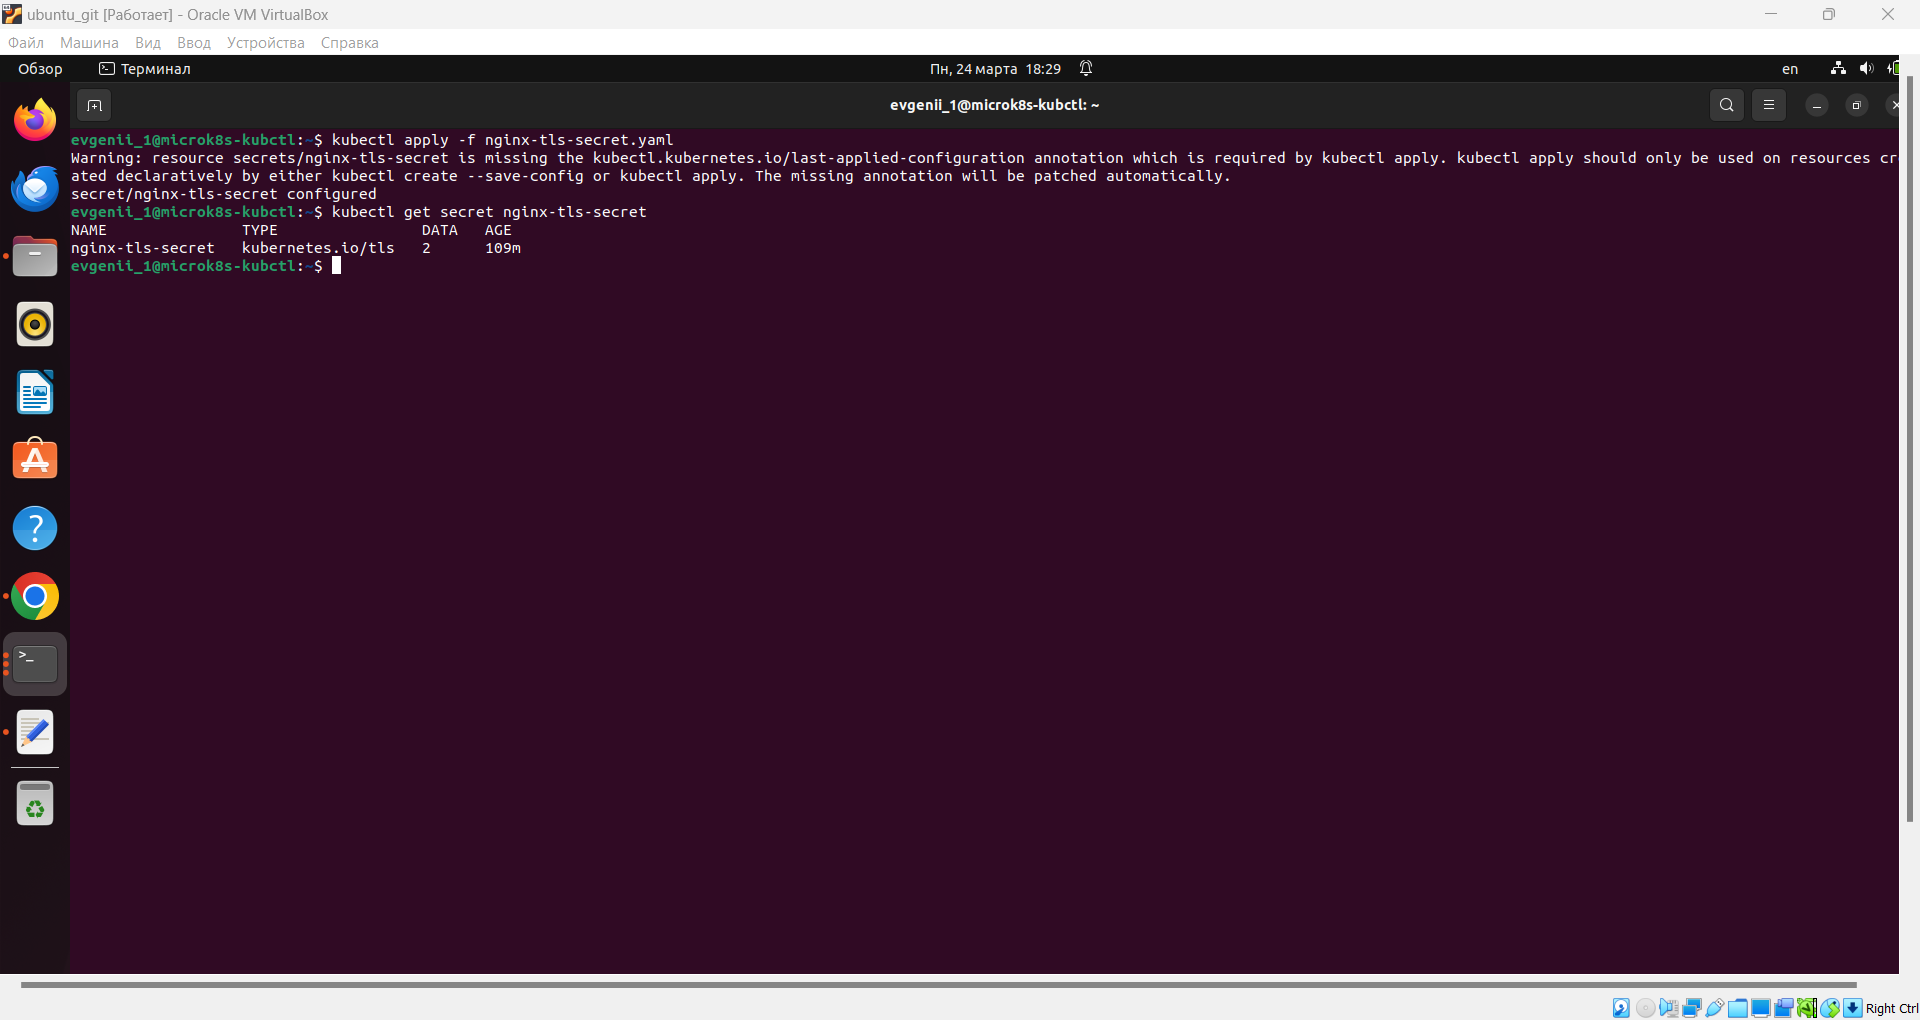 ubuntu_git [Работает] - Oracle VM VirtualBox
Файл Машина Вид Ввод Устройства Справка
Обзор Терминал Пн, 24 марта 18:29 en
evgenii_1@microk8s-kubctl: ~
evgenii_1@microk8s-kubctl:~$ kubectl apply -f nginx-tls-secret.yaml
Warning: resource secrets/nginx-tls-secret is missing the kubectl.kubernetes.io/last-applied-configuration annotation which is required by kubectl apply. kubectl apply should only be used on resources cr
ated declaratively by either kubectl create --save-config or kubectl apply. The missing annotation will be patched automatically.
secret/nginx-tls-secret configured
evgenii_1@microk8s-kubctl:~$ kubectl get secret nginx-tls-secret
NAME TYPE DATA AGE
nginx-tls-secret kubernetes.io/tls 2 109m
evgenii_1@microk8s-kubctl:~$
Right Ctrl